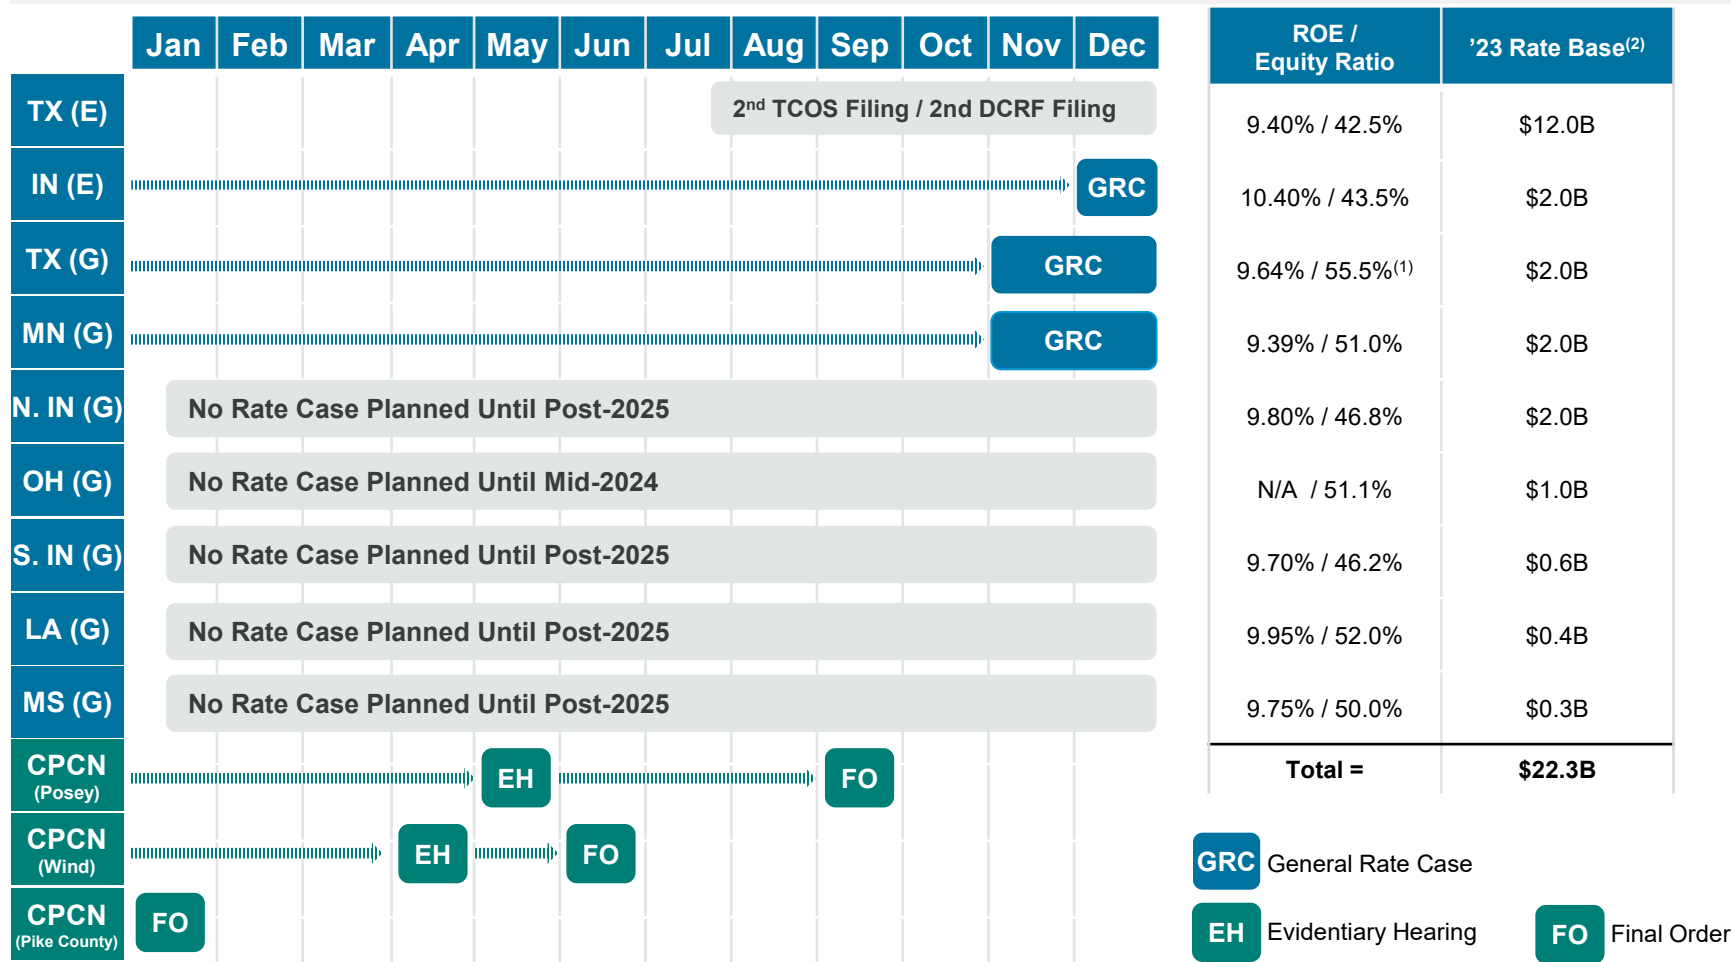 Jan Feb Mar Apr May Jun Jul Aug Sep Oct Nov Dec
ROE /
Equity Ratio
’23 Rate Base(2)
TX (E)
2nd TCOS Filing / 2nd DCRF Filing
9.40% / 42.5%
$12.0B
IN (E)
GRC
10.40% / 43.5%
$2.0B
TX (G)
GRC
9.64% / 55.5%(1)
$2.0B
MN (G)
GRC
9.39% / 51.0%
$2.0B
N. IN (G)
No Rate Case Planned Until Post-2025
9.80% / 46.8%
$2.0B
OH (G)
No Rate Case Planned Until Mid-2024
N/A / 51.1%
$1.0B
S. IN (G)
No Rate Case Planned Until Post-2025
9.70% / 46.2%
$0.6B
LA (G)
No Rate Case Planned Until Post-2025
9.95% / 52.0%
$0.4B
MS (G)
No Rate Case Planned Until Post-2025
9.75% / 50.0%
$0.3B
CPCN
(Posey)
EH
FO
Total =
$22.3B
CPCN
(Wind)
EH
FO
CPCN
(Pike County)
FO
GRC General Rate Case
EH Evidentiary Hearing
FO Final Order